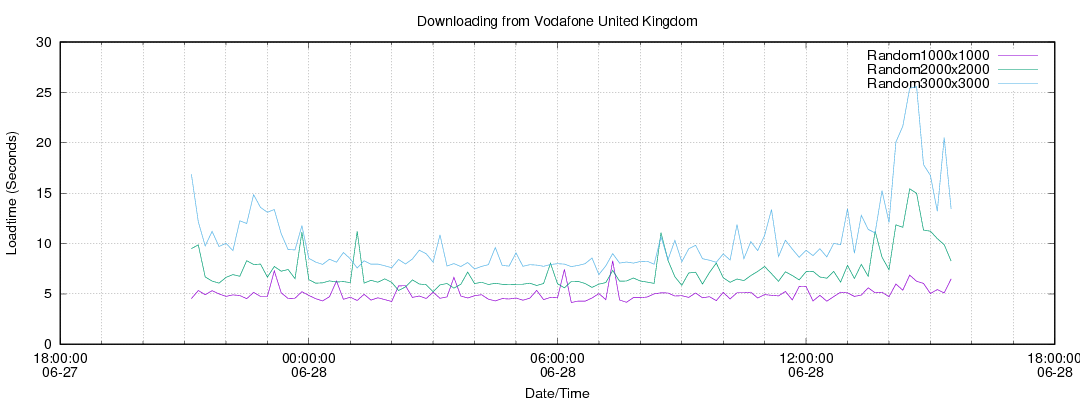 Downloading from Vodafone United Kingdom
Random1000x1000
Random2000x2000
Random3000x3000
Loadtime (Seconds)
30
25
20
15
10
5
0
18:00:00 00:00:00 06:00:00 12:00:00 18:00:00
06-27 06-28 06-28 06-28 06-28
Date/Time